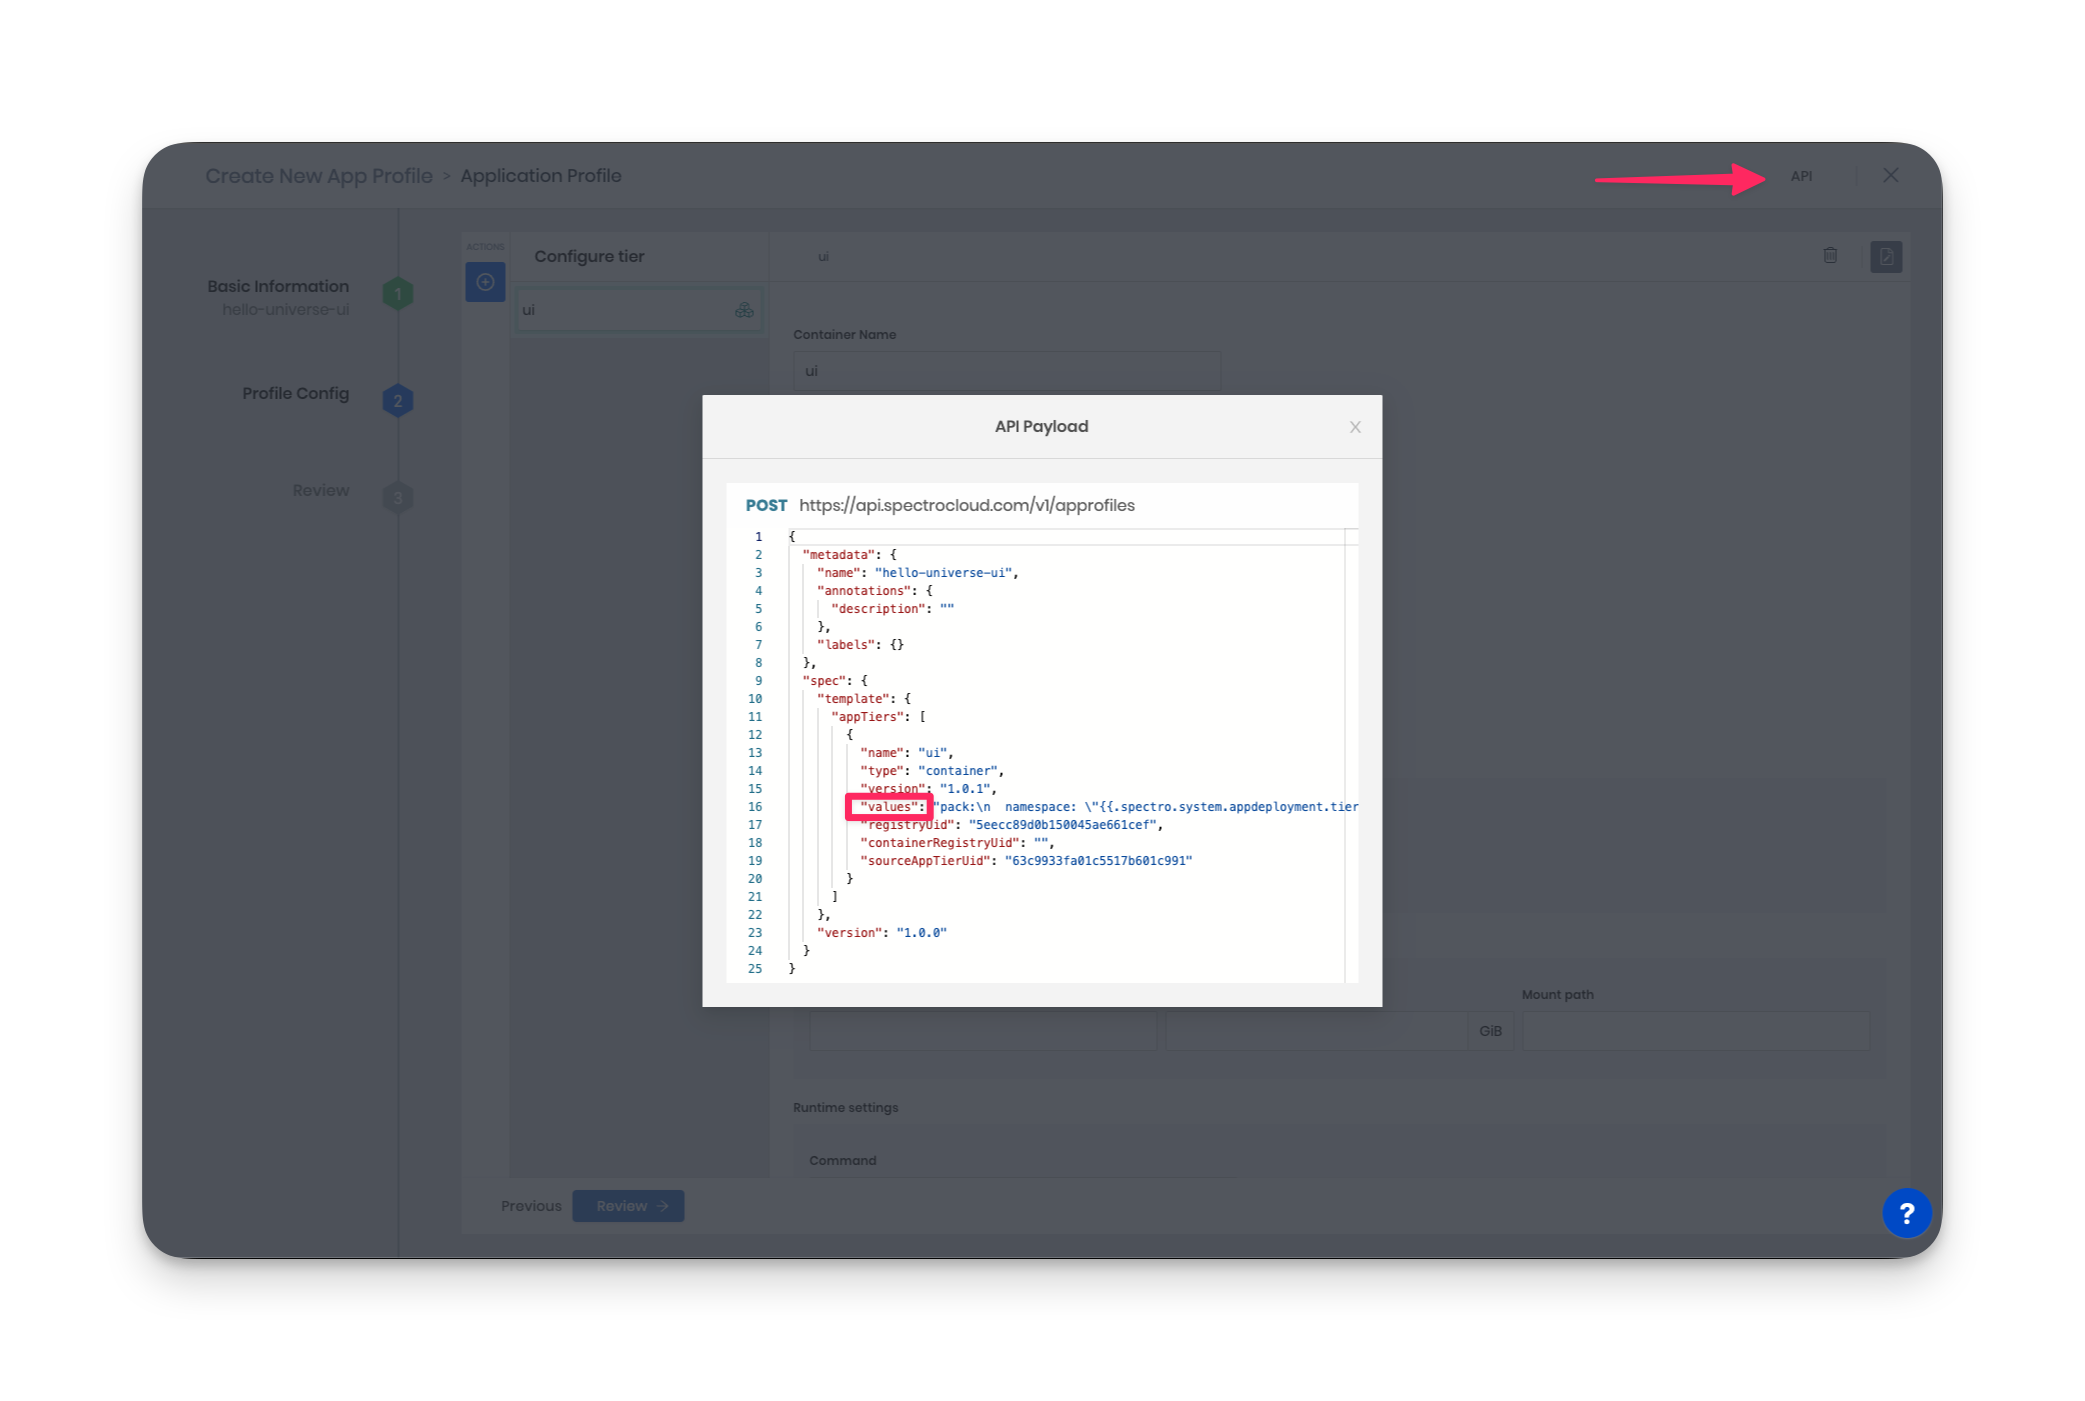 Create New App Profile > Application Profile
API
Basic Information
hello-universe-ui
1
Profile Config
2
Review
3
ACTIONS
Configure tier
ui
ui
Container Name
ui
API Payload
X
POST https://api.spectrocloud.com/v1/approfiles
1 {
2 "metadata": {
3 "name": "hello-universe-ui",
4 "annotations": {
5 "description": ""
6 },
7 "labels": {}
8 },
9 "spec": {
10 "template": {
11 "appTiers": [
12 {
13 "name": "ui",
14 "type": "container",
15 "version": "1.0.1",
16 "values": "pack:\n namespace: \"{{.spectro.system.appdeployment.tier
17 "registryUid": "5eecc89d0b150045ae661cef",
18 "containerRegistryUid": "",
19 "sourceAppTierUid": "63c9933fa01c5517b601c991"
20 }
21 ]
22 },
23 "version": "1.0.0"
24 }
25 }
Mount path
GiB
Runtime settings
Command
Previous
Review →
?